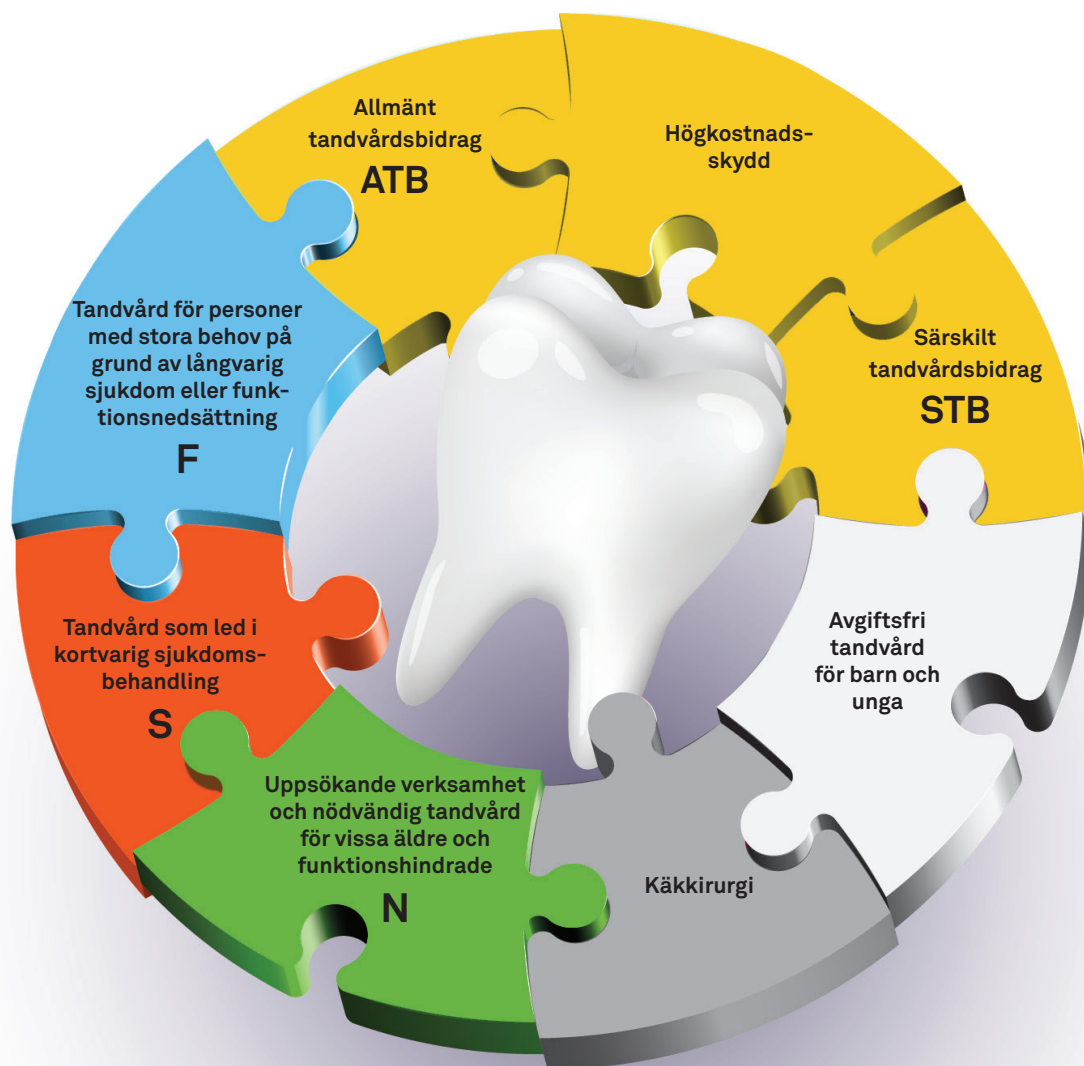 Allmänt
tandvårdsbidrag
ATB
Högkostnads-
skydd
Särskilt
tandvårdsbidrag
STB
Avgiftsfri
tandvård
för barn och
unga
Käkkirurgi
Uppsökande verksamhet
och nödvändig tandvård
för vissa äldre och
funktionshindrade
N
Tandvård som led i
kortvarig sjukdoms-
behandling
S
Tandvård för personer
med stora behov på
grund av långvarig
sjukdom eller funk-
tionsnedsättning
F